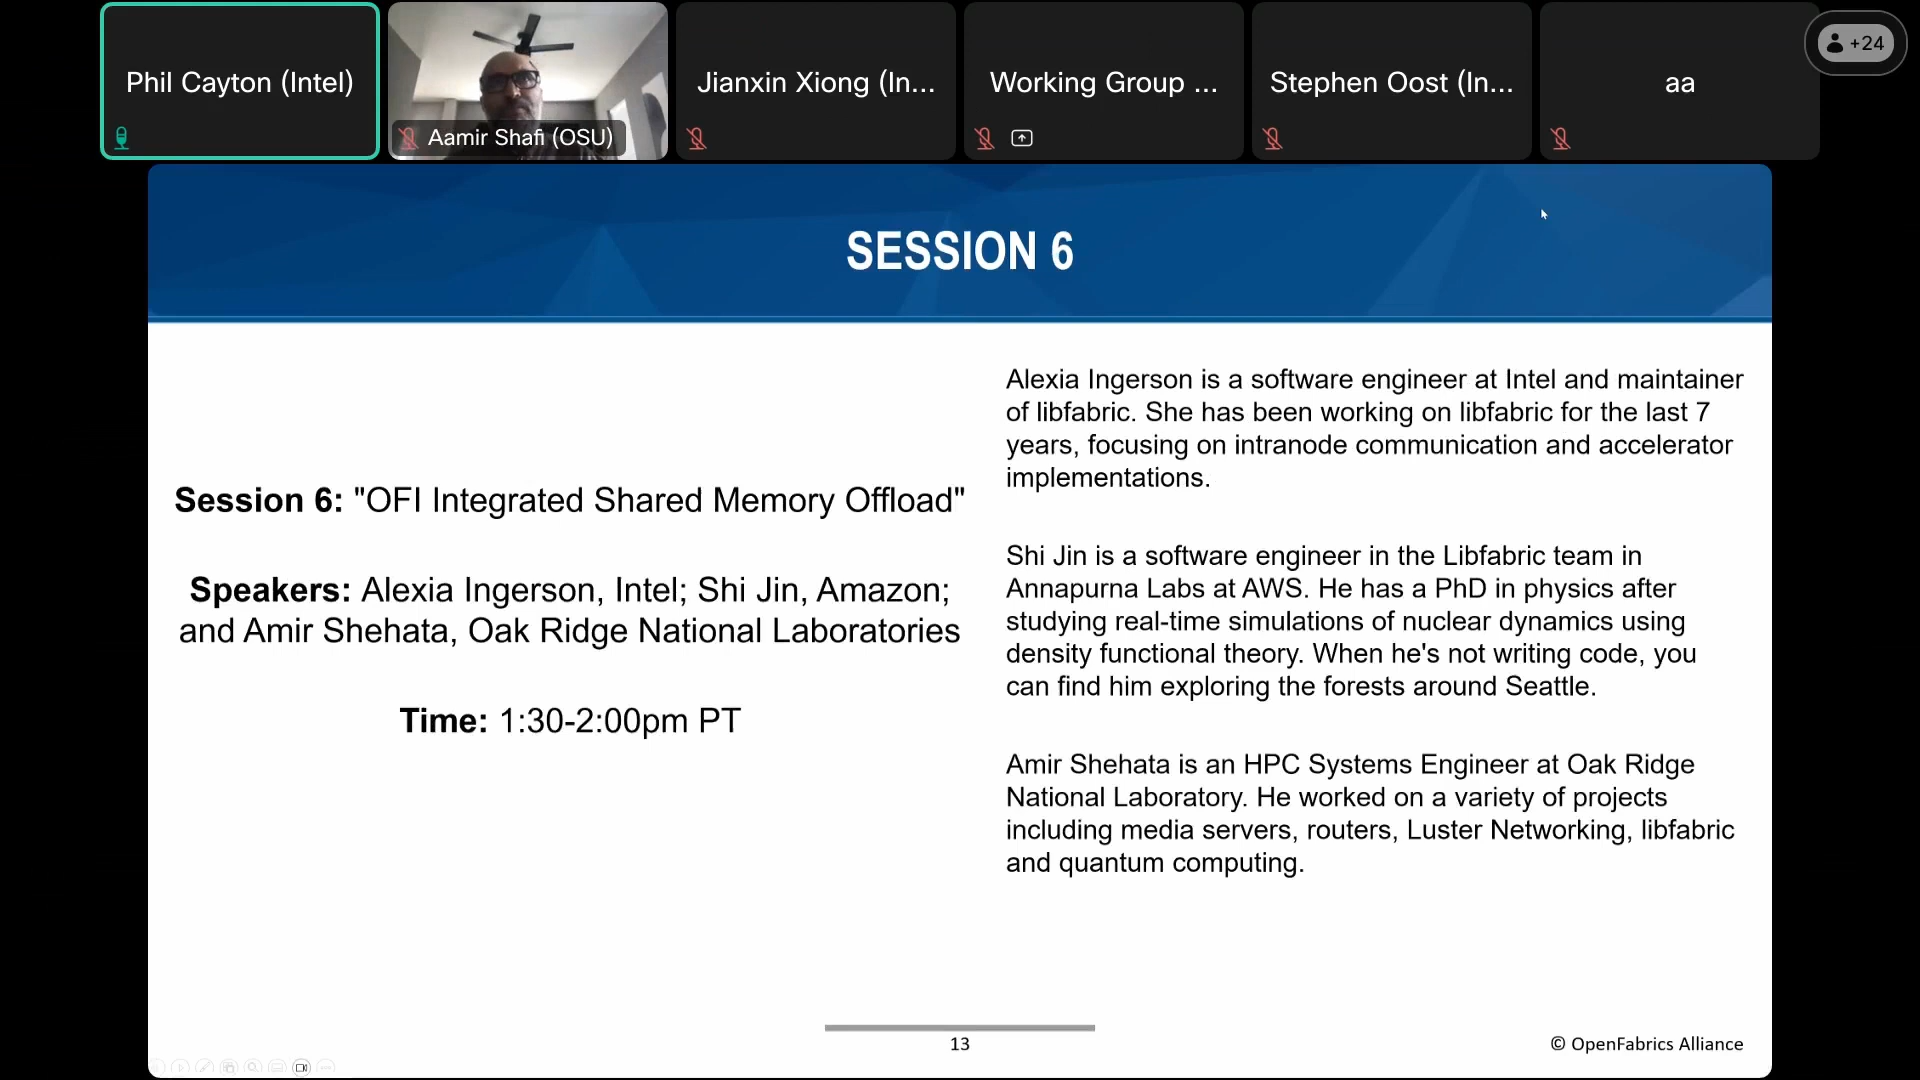 Phil Cayton (Intel)
Aamir Shafi (OSU)
Jianxin Xiong (In...
Working Group ...
Stephen Oost (In...
aa
+24
SESSION 6
Session 6: "OFI Integrated Shared Memory Offload"
Speakers: Alexia Ingerson, Intel; Shi Jin, Amazon;
and Amir Shehata, Oak Ridge National Laboratories
Time: 1:30-2:00pm PT
Alexia Ingerson is a software engineer at Intel and maintainer
of libfabric. She has been working on libfabric for the last 7
years, focusing on intranode communication and accelerator
implementations.
Shi Jin is a software engineer in the Libfabric team in
Annapurna Labs at AWS. He has a PhD in physics after
studying real-time simulations of nuclear dynamics using
density functional theory. When he's not writing code, you
can find him exploring the forests around Seattle.
Amir Shehata is an HPC Systems Engineer at Oak Ridge
National Laboratory. He worked on a variety of projects
including media servers, routers, Luster Networking, libfabric
and quantum computing.
13
© OpenFabrics Alliance